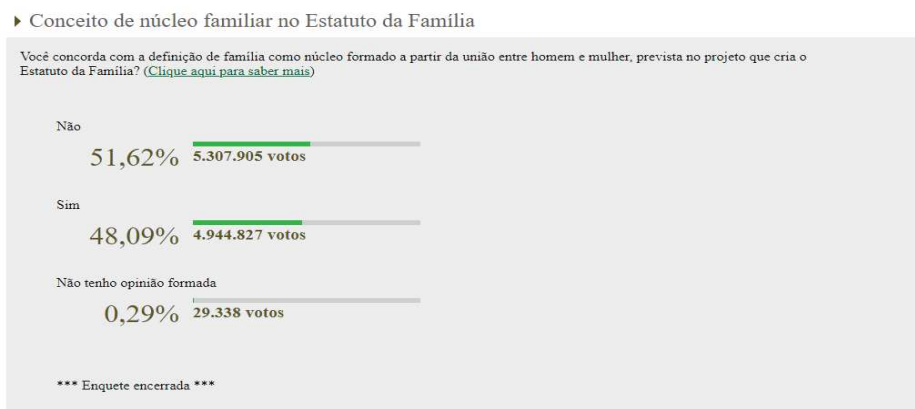 Conceito de núcleo familiar no Estatuto da Família
Você concorda com a definição de família como núcleo formado a partir da união entre homem e mulher, prevista no projeto que cria o
Estatuto da Família? (Clique aqui para saber mais)
Não
51,62% 5.307.905 votos
Sim
48,09% 4.944.827 votos
Não tenho opinião formada
0,29% 29.338 votos
*** Enquete encerrada ***